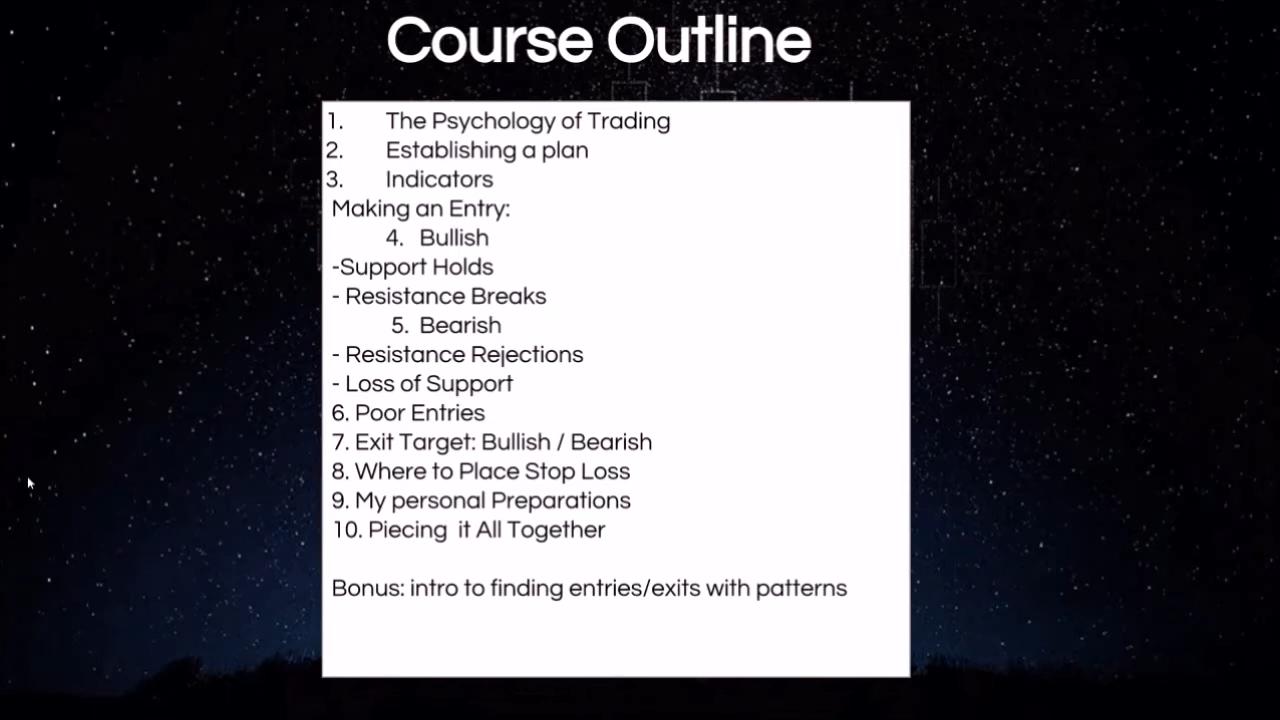 Course Outline
1. The Psychology of Trading
2. Establishing a plan
3. Indicators
Making an Entry:
4. Bullish
-Support Holds
- Resistance Breaks
5. Bearish
- Resistance Rejections
- Loss of Support
6. Poor Entries
7. Exit Target: Bullish / Bearish
8. Where to Place Stop Loss
9. My personal Preparations
10. Piecing it All Together
Bonus: intro to finding entries/exits with patterns